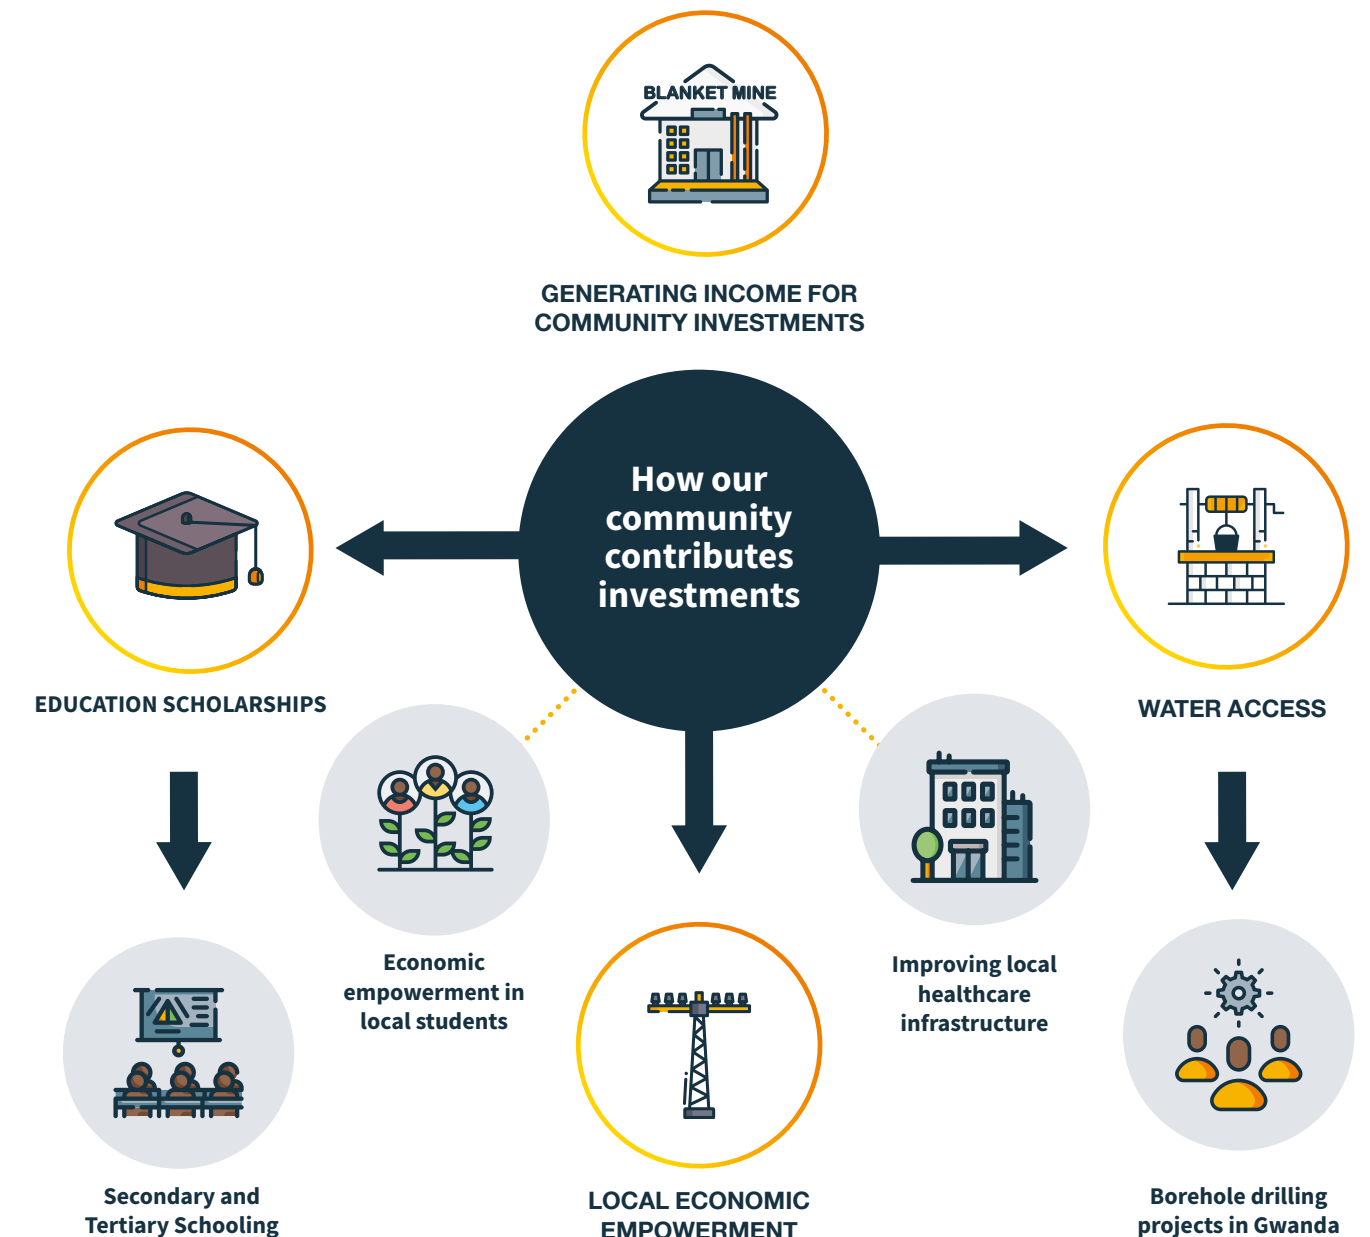 BLANKET MINE
GENERATING INCOME FOR
COMMUNITY INVESTMENTS
How our
community
contributes
investments
EDUCATION SCHOLARSHIPS
WATER ACCESS
Economic
empowerment in
local students
Improving local
healthcare
infrastructure
Secondary and
Tertiary Schooling
LOCAL ECONOMIC
EMPOWERMENT
Borehole drilling
projects in Gwanda